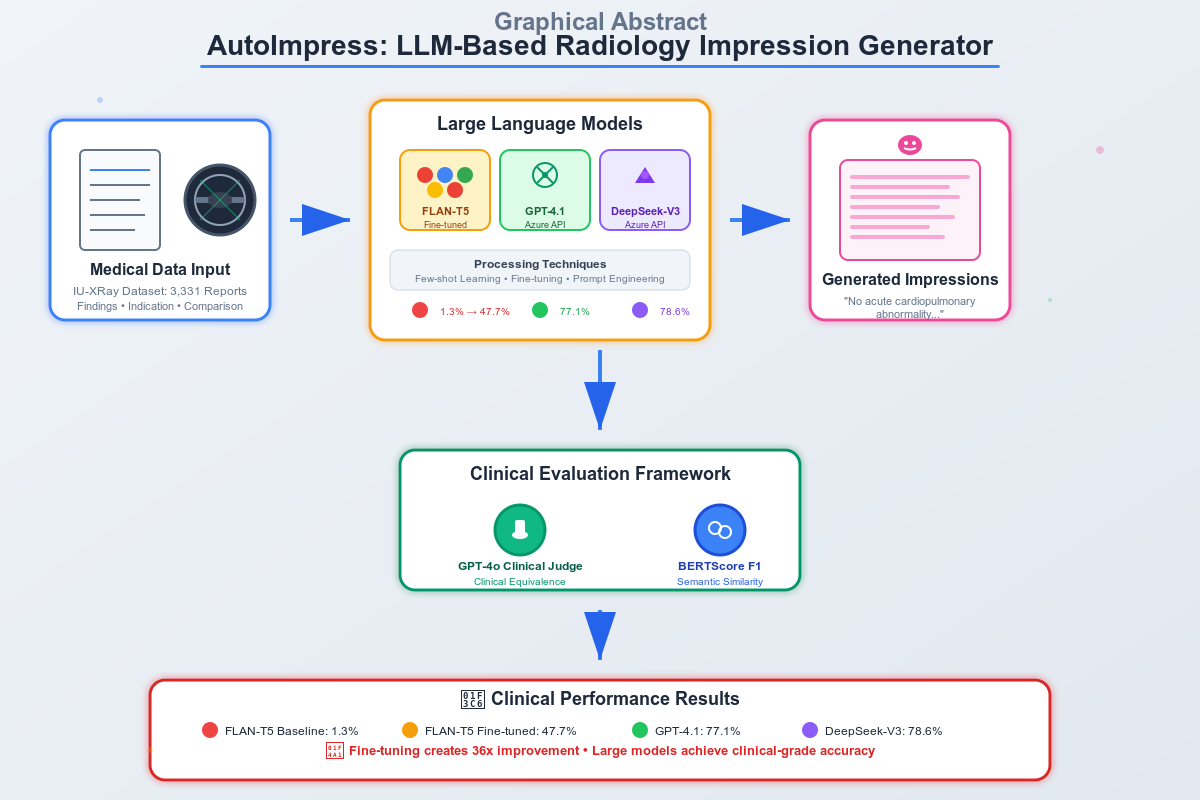 Graphical Abstract
AutoImpress: LLM-Based Radiology Impression Generator
Medical Data Input
IU-XRay Dataset: 3,331 Reports
Findings • Indication • Comparison
Large Language Models
FLAN-T5
Fine-tuned
GPT-4.1
Azure API
DeepSeek-V3
Azure API
Processing Techniques
Few-shot Learning • Fine-tuning • Prompt Engineering
1.3% → 47.7%
77.1%
78.6%
Generated Impressions
"No acute cardiopulmonary
abnormality..."
Clinical Evaluation Framework
GPT-4o Clinical Judge
Clinical Equivalence
BERTScore F1
Semantic Similarity
Clinical Performance Results
FLAN-T5 Baseline: 1.3%
FLAN-T5 Fine-tuned: 47.7%
GPT-4.1: 77.1%
DeepSeek-V3: 78.6%
Fine-tuning creates 36x improvement • Large models achieve clinical-grade accuracy